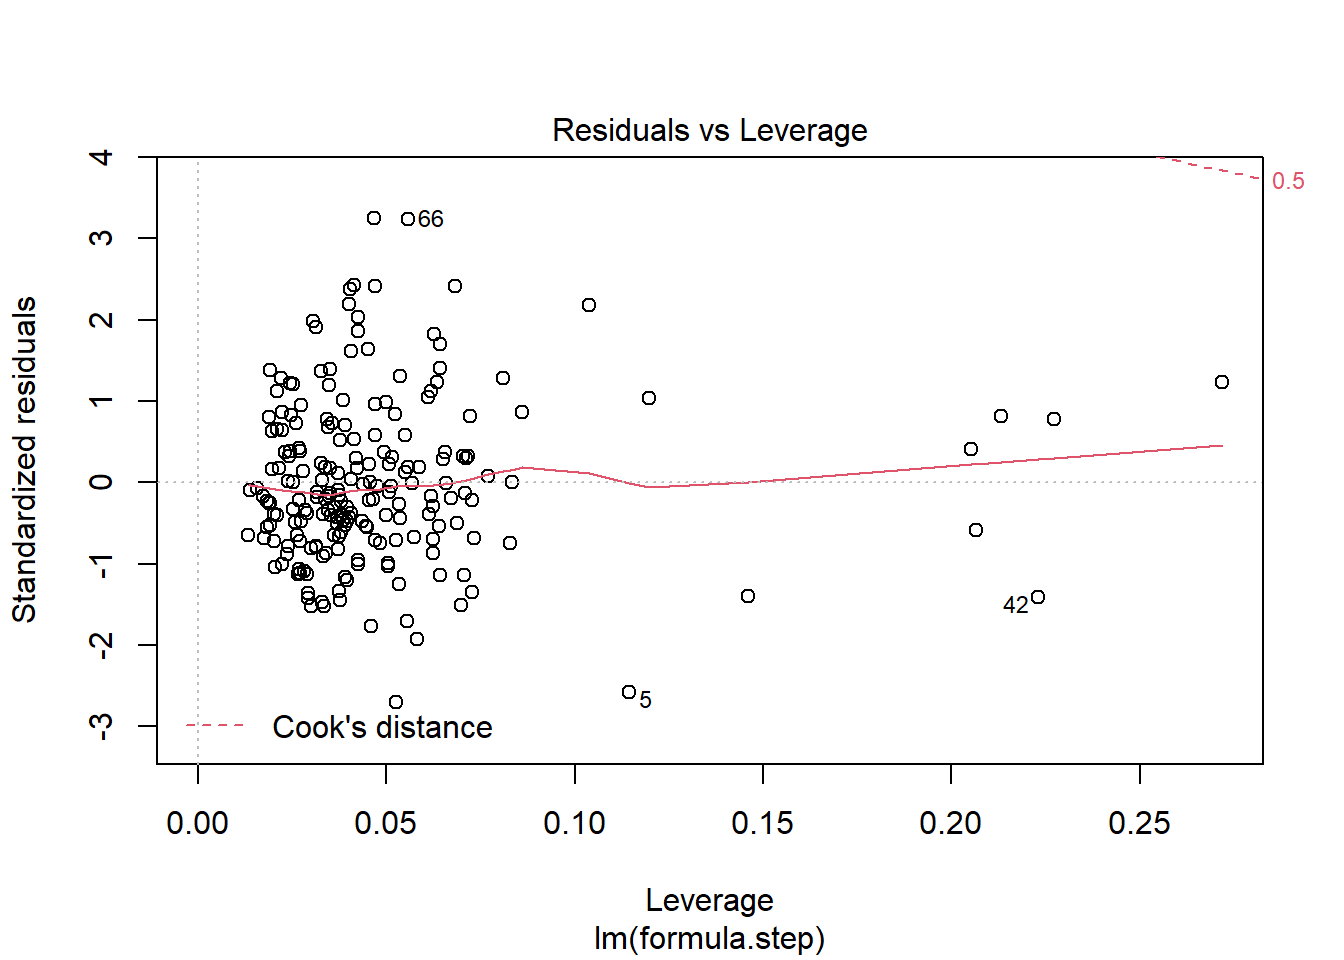 Residuals vs Leverage
Standardized residuals
4
3
2
1
0
-1
-2
-3
0.5
66
42
5
Cook's distance
0.00 0.05 0.10 0.15 0.20 0.25
Leverage
lm(formula.step)